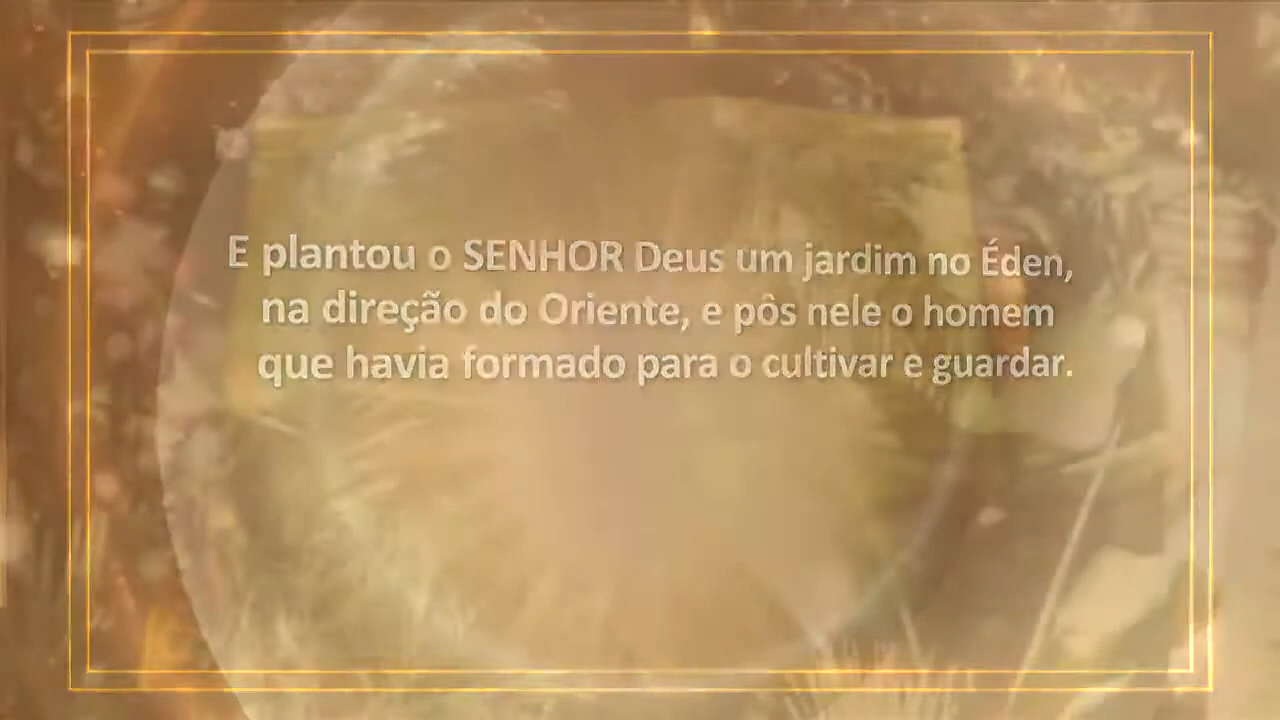 E plantou o SENHOR Deus um jardim no Éden,
na direção do Oriente, e pôs nele o homem
que havia formado para o cultivar e guardar.